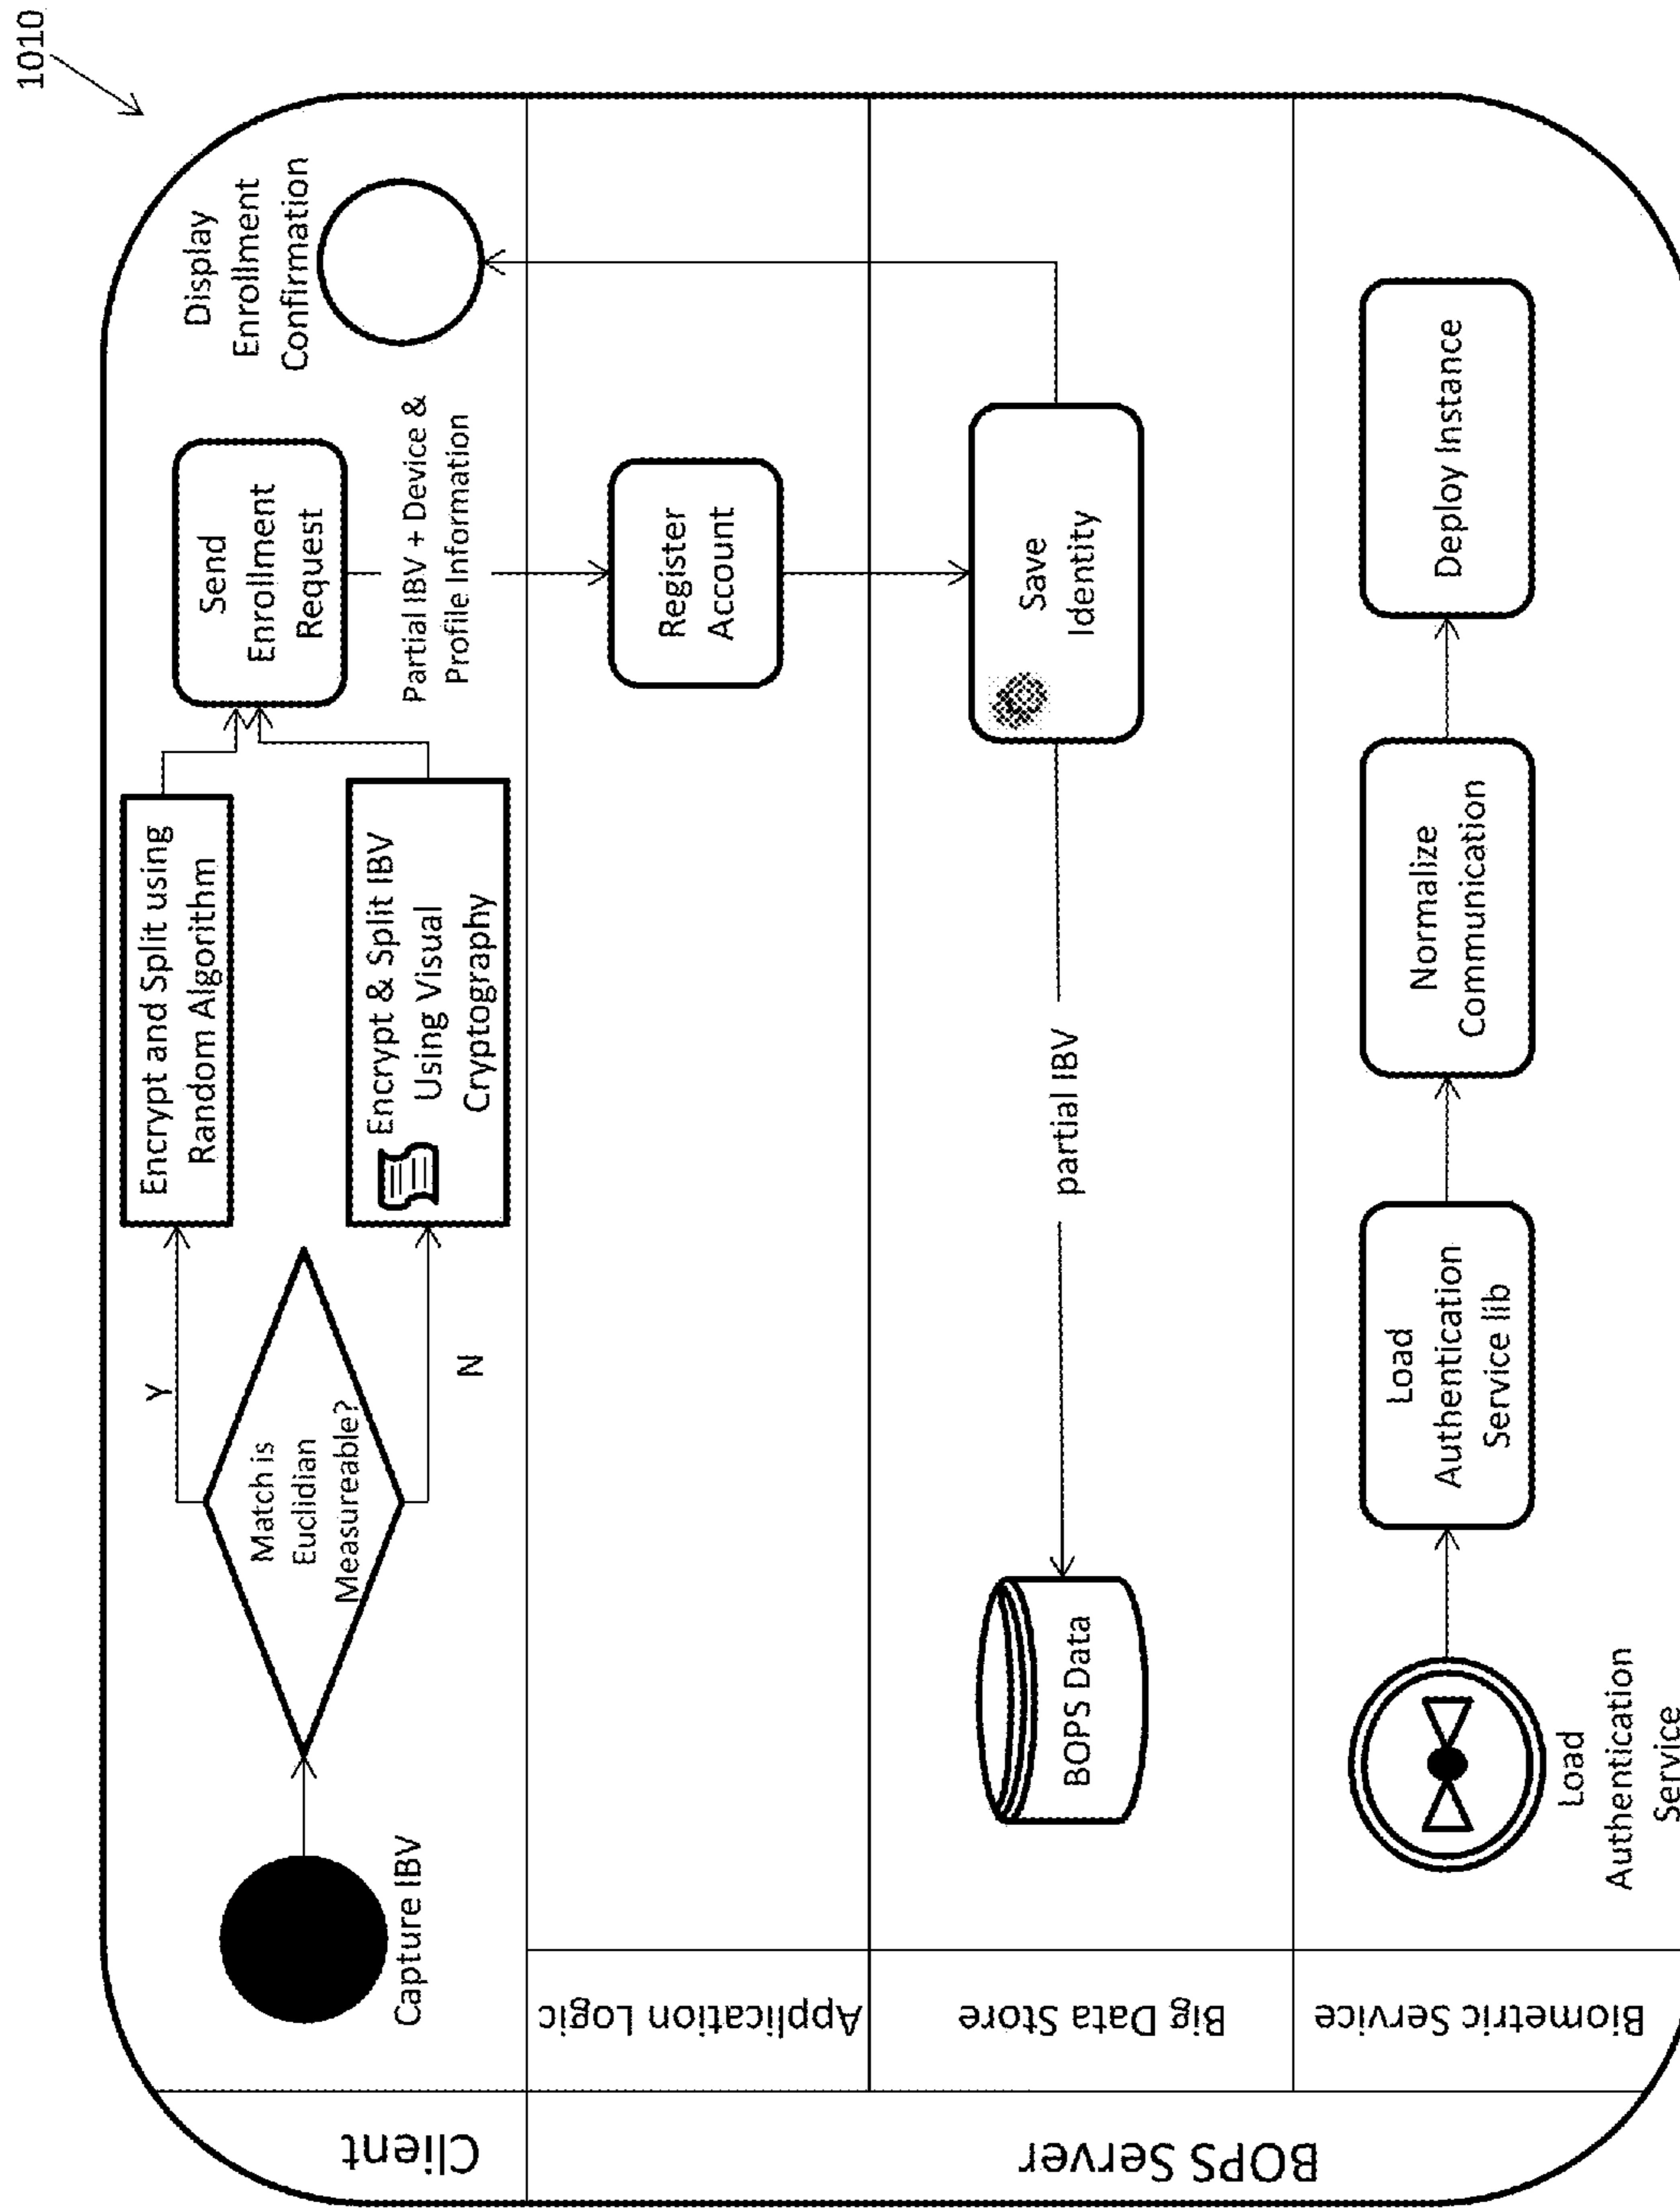 1010
Client
Capture IBV
Match is
Euclidian
Measureable?
Y
N
Encrypt and Split using
Random Algorithm
Encrypt & Split IBV
Using Visual
Cryptography
Send
Enrollment
Request
Partial IBV + Device &
Profile Information
Display
Enrollment
Confirmation
BOPS Server
Application Logic
Register
Account
Big Data Store
BOPS Data
partial IBV
Save
Identity
Biometric Service
Load
Authentication
Service
Load
Authentication
Service lib
Normalize
Communication
Deploy Instance